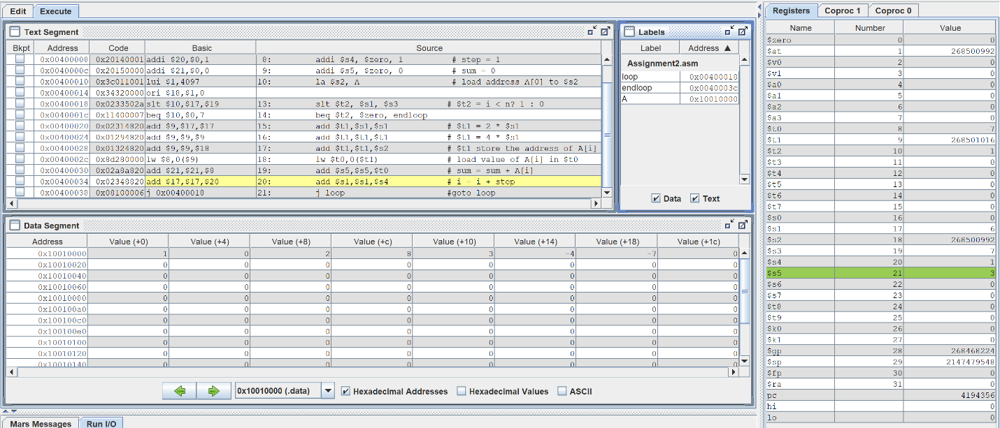 Edit Execute
Text Segment
Bkpt Address Code Basic Source
0x00400008 0x20140001 addi $20,$0,1 8: addi $s4, $zero, 1 # step = 1
0x0040000c 0x20150000 addi $21,$0,0 9: addi $s5, $zero, 0 # sum = 0
0x00400010 0x3c011001 lui $1,4097 10: la $s2, A # load address A[0] to $s2
0x00400014 0x34320000 ori $18,$1,0
0x00400018 0x0233502a slt $10,$17,$19 13: slt $t2, $s1, $s3 # $t2 = i < n? 1 : 0
0x0040001c 0x11400007 beq $10,$0,7 14: beq $t2, $zero, endloop
0x00400020 0x02314820 add $9,$17,$17 15: add $t1,$s1,$s1 # $t1 = 2 * $s1
0x00400024 0x01294820 add $9,$9,$9 16: add $t1,$t1,$t1 # $t1 = 4 * $s1
0x00400028 0x01324820 add $9,$9,$18 17: add $t1,$t1,$s2 # $t1 store the address of A[i]
0x0040002c 0x8d280000 lw $8,0($9) 18: lw $t0,0($t1) # load value of A[i] in $t0
0x00400030 0x02a8a820 add $21,$21,$8 19: add $s5,$s5,$t0 # sum = sum + A[i]
0x00400034 0x02348820 add $17,$17,$20 20: add $s1,$s1,$s4 # i = i + step
0x00400038 0x08100006 j 0x00400018 21: j loop #goto loop
Labels
Label Address ▲
Assignment2.asm
loop 0x00400018
endloop 0x0040003c
A 0x10010000
Data Text
Data Segment
Address Value (+0) Value (+4) Value (+8) Value (+c) Value (+10) Value (+14) Value (+18) Value (+1c)
0x10010000 1 0 2 8 3 -4 -7 0
0x10010020 0 0 0 0 0 0 0 0
0x10010040 0 0 0 0 0 0 0 0
0x10010060 0 0 0 0 0 0 0 0
0x10010080 0 0 0 0 0 0 0 0
0x100100a0 0 0 0 0 0 0 0 0
0x100100c0 0 0 0 0 0 0 0 0
0x100100e0 0 0 0 0 0 0 0 0
0x10010100 0 0 0 0 0 0 0 0
0x10010120 0 0 0 0 0 0 0 0
0x10010140 0 0 0 0 0 0 0 0
0x10010000 (.data) Hexadecimal Addresses Hexadecimal Values ASCII
Mars Messages Run I/O
Registers Coproc 1 Coproc 0
Name Number Value
$zero 0 0
$at 1 268500992
$v0 2 0
$v1 3 0
$a0 4 0
$a1 5 0
$a2 6 0
$a3 7 0
$t0 8 -7
$t1 9 268501016
$t2 10 1
$t3 11 0
$t4 12 0
$t5 13 0
$t6 14 0
$t7 15 0
$s0 16 0
$s1 17 6
$s2 18 268500992
$s3 19 7
$s4 20 1
$s5 21 3
$s6 22 0
$s7 23 0
$t8 24 0
$t9 25 0
$k0 26 0
$k1 27 0
$gp 28 268468224
$sp 29 2147479548
$fp 30 0
$ra 31 0
pc 4194356
hi 0
lo 0